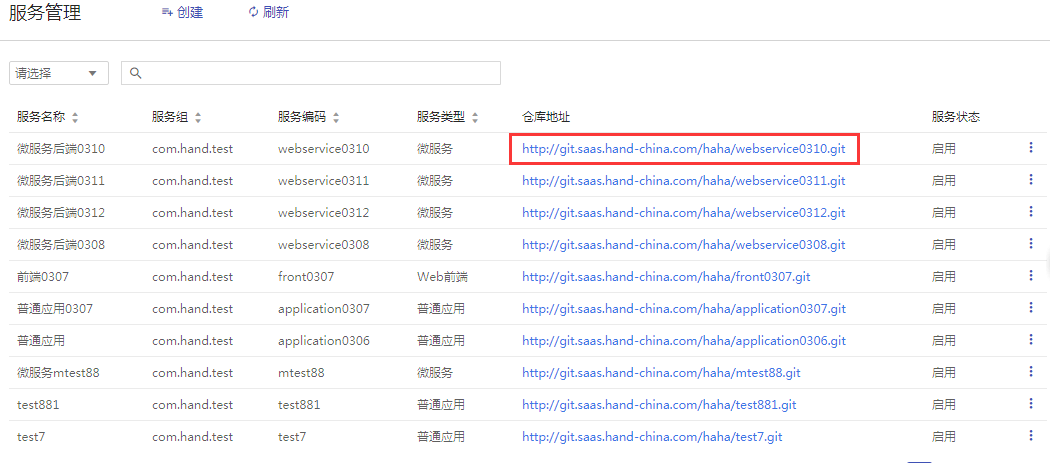 服务管理 创建 刷新
请选择
服务名称 服务组 服务编码 服务类型 仓库地址 服务状态
微服务后端0310 com.hand.test webservice0310 微服务 http://git.saas.hand-china.com/haha/webservice0310.git 启用
微服务后端0311 com.hand.test webservice0311 微服务 http://git.saas.hand-china.com/haha/webservice0311.git 启用
微服务后端0312 com.hand.test webservice0312 微服务 http://git.saas.hand-china.com/haha/webservice0312.git 启用
微服务后端0308 com.hand.test webservice0308 微服务 http://git.saas.hand-china.com/haha/webservice0308.git 启用
前端0307 com.hand.test front0307 Web前端 http://git.saas.hand-china.com/haha/front0307.git 启用
普通应用0307 com.hand.test application0307 普通应用 http://git.saas.hand-china.com/haha/application0307.git 启用
普通应用 com.hand.test application0306 普通应用 http://git.saas.hand-china.com/haha/application0306.git 启用
微服务mtest88 com.hand.test mtest88 微服务 http://git.saas.hand-china.com/haha/mtest88.git 启用
test881 com.hand.test test881 普通应用 http://git.saas.hand-china.com/haha/test881.git 启用
test7 com.hand.test test7 普通应用 http://git.saas.hand-china.com/haha/test7.git 启用